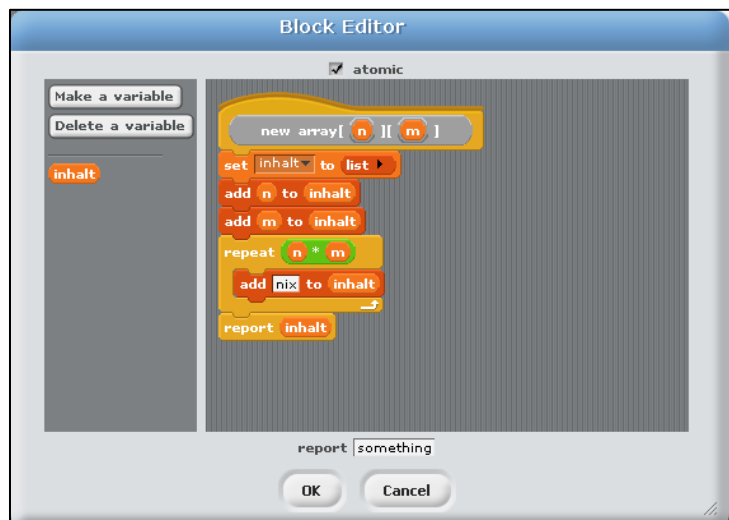 Block Editor
atomic
Make a variable
Delete a variable
inhalt
new array[ n ][ m ]
set inhalt to list
add n to inhalt
add m to inhalt
repeat n * m
add nix to inhalt
report inhalt
report something
OK Cancel